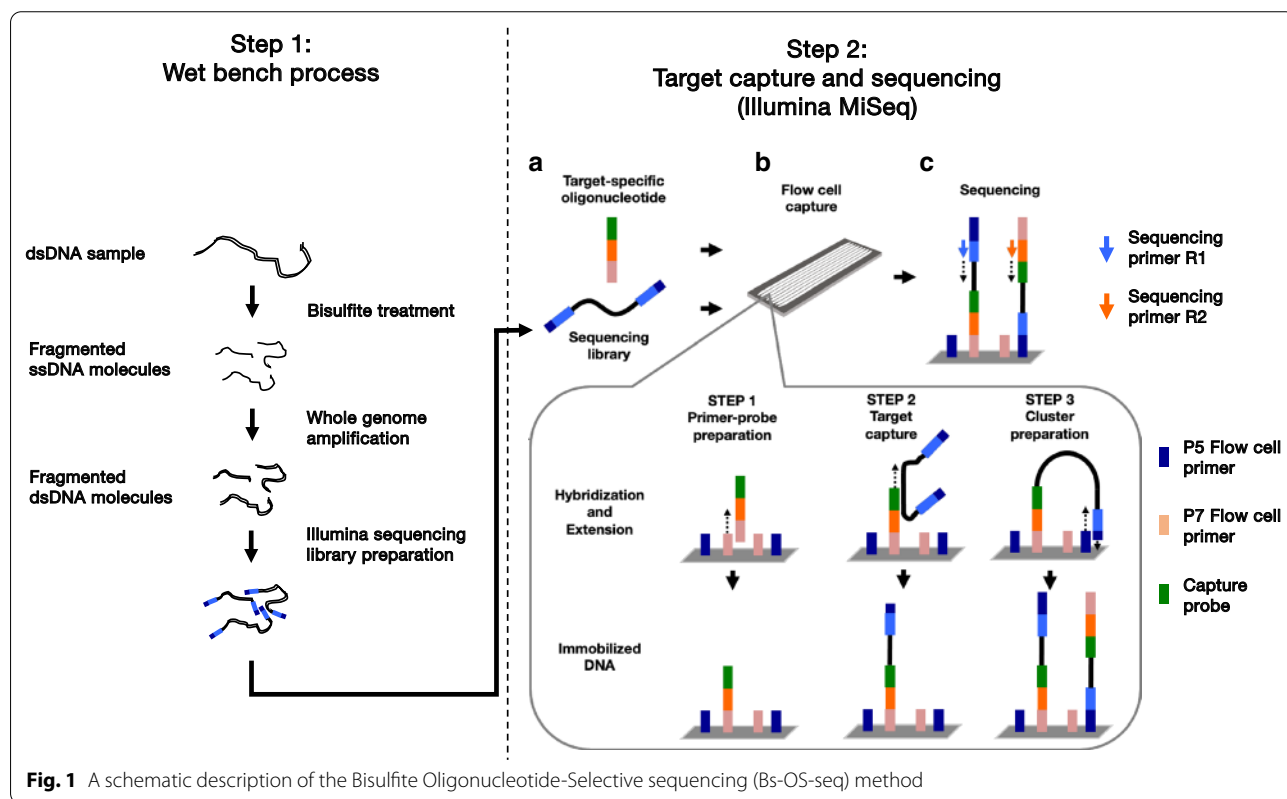 Step 1:
Wet bench process
dsDNA sample
Bisulfite treatment
Fragmented
ssDNA molecules
Whole genome
amplification
Fragmented
dsDNA molecules
Illumina sequencing
library preparation
Step 2:
Target capture and sequencing
(Illumina MiSeq)
a
Target-specific
oligonucleotide
Sequencing
library
b
Flow cell
capture
c
Sequencing
Sequencing
primer R1
Sequencing
primer R2
STEP 1
Primer-probe
preparation
STEP 2
Target
capture
STEP 3
Cluster
preparation
Hybridization
and
Extension
Immobilized
DNA
P5 Flow cell
primer
P7 Flow cell
primer
Capture
probe
Fig. 1 A schematic description of the Bisulfite Oligonucleotide-Selective sequencing (Bs-OS-seq) method